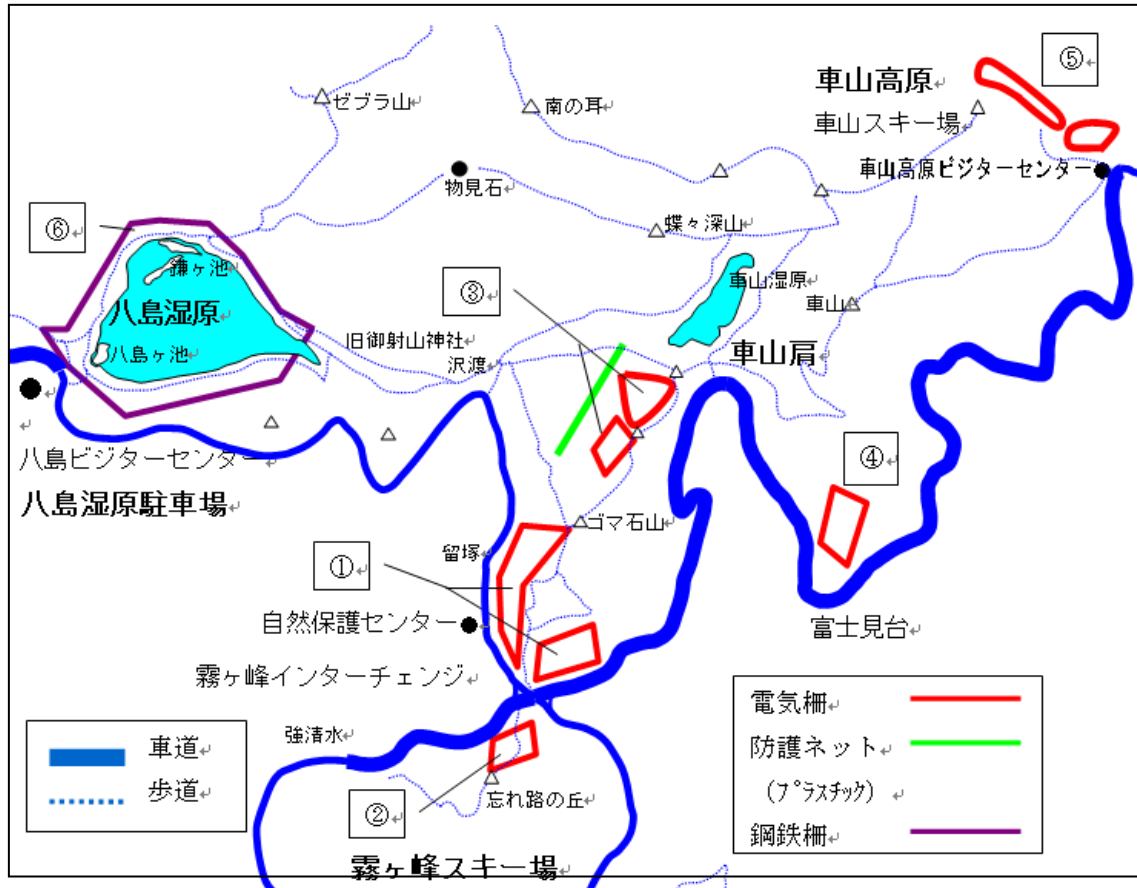 ⑤↵
車山高原↵
ゼブラ山↵
南の耳↵
車山スキー場↵
車山高原ビジターセンター↵
物見石↵
⑥↵
蝶々深山↵
鎌ヶ池↵
③↵
車山湿原↵
八島湿原↵
車山↵
旧御射山神社↵
八島ヶ池↵
沢渡↵
車山肩↵
↵
↵
八島ビジターセンター↵
④↵
八島湿原駐車場↵
ゴマ石山↵
留塚↵
①↵
自然保護センター↵
富士見台↵
霧ヶ峰インターチェンジ↵
電気柵↵
強清水↵
防護ネット↵
車道↵
(プラスチック) ↵
歩道↵
忘れ路の丘↵
②↵
鋼鉄柵↵
霧ヶ峰スキー場↵